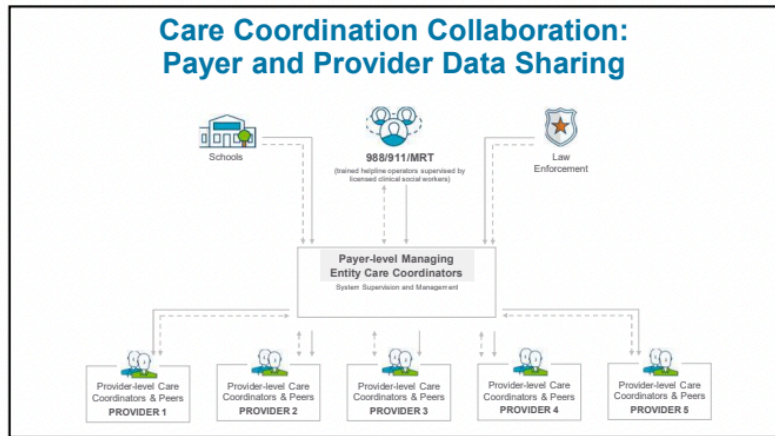 Care Coordination Collaboration:
Payer and Provider Data Sharing
Schools
988/911/MRT
(trained helpline operators supervised by
licensed clinical social workers)
Law
Enforcement
Payer-level Managing
Entity Care Coordinators
System Supervision and Management
Provider-level Care
Coordinators & Peers
PROVIDER 1
Provider-level Care
Coordinators & Peers
PROVIDER 2
Provider-level Care
Coordinators & Peers
PROVIDER 3
Provider-level Care
Coordinators & Peers
PROVIDER 4
Provider-level Care
Coordinators & Peers
PROVIDER 5